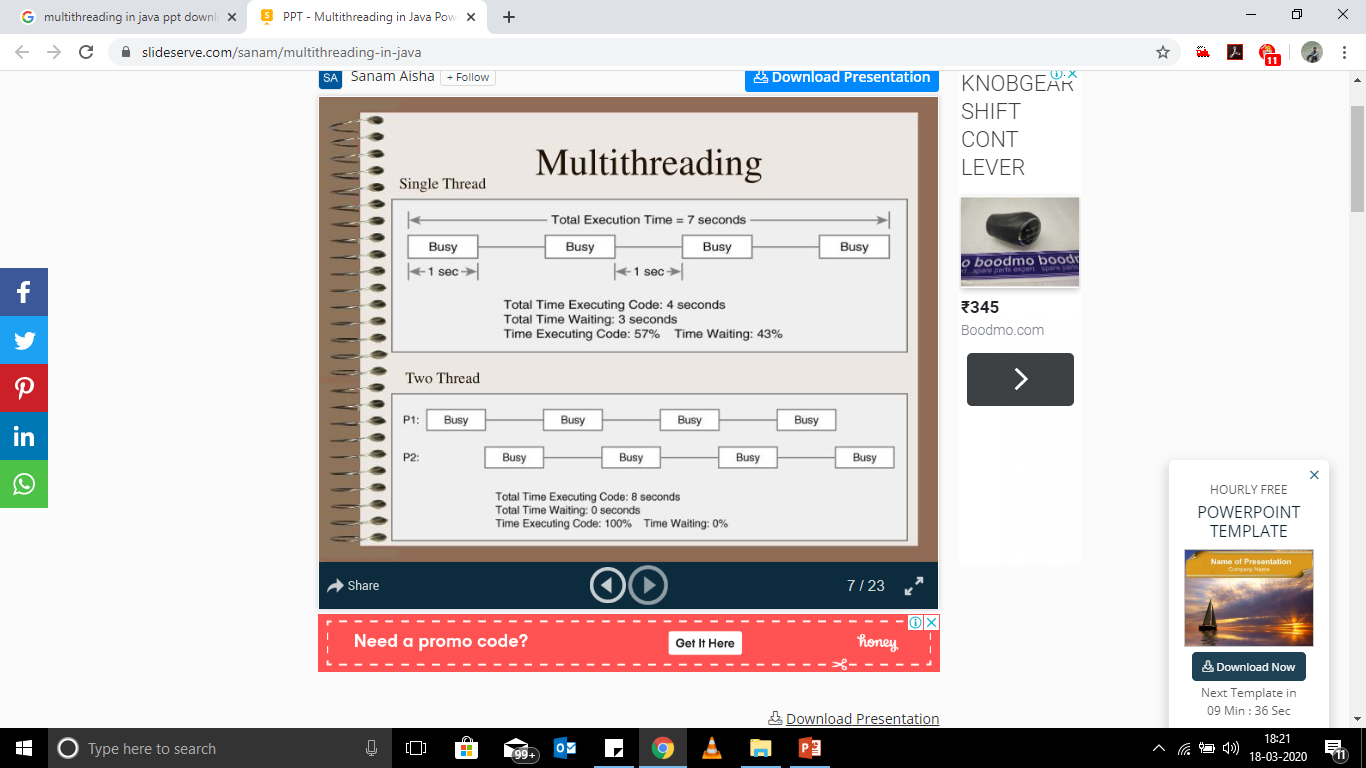 multithreading in java ppt downl
PPT - Multithreading in Java Pow
slideserve.com/sanam/multithreading-in-java
11
SA Sanam Aisha + Follow
Download Presentation
Multithreading
Single Thread
Total Execution Time = 7 seconds
Busy Busy Busy Busy
1 sec 1 sec
Total Time Executing Code: 4 seconds
Total Time Waiting: 3 seconds
Time Executing Code: 57% Time Waiting: 43%
Two Thread
P1: Busy Busy Busy Busy
P2: Busy Busy Busy Busy
Total Time Executing Code: 8 seconds
Total Time Waiting: 0 seconds
Time Executing Code: 100% Time Waiting: 0%
Share 7 / 23
Need a promo code? Get It Here honey
Download Presentation
KNOBGEAR
SHIFT
CONT
LEVER
o boodmo boodm
spare parts expert spare parts
₹345
Boodmo.com
HOURLY FREE
POWERPOINT
TEMPLATE
Name of Presentation
Company Name
Download Now
Next Template in
09 Min : 36 Sec
Type here to search
99+
18:21
18-03-2020
11